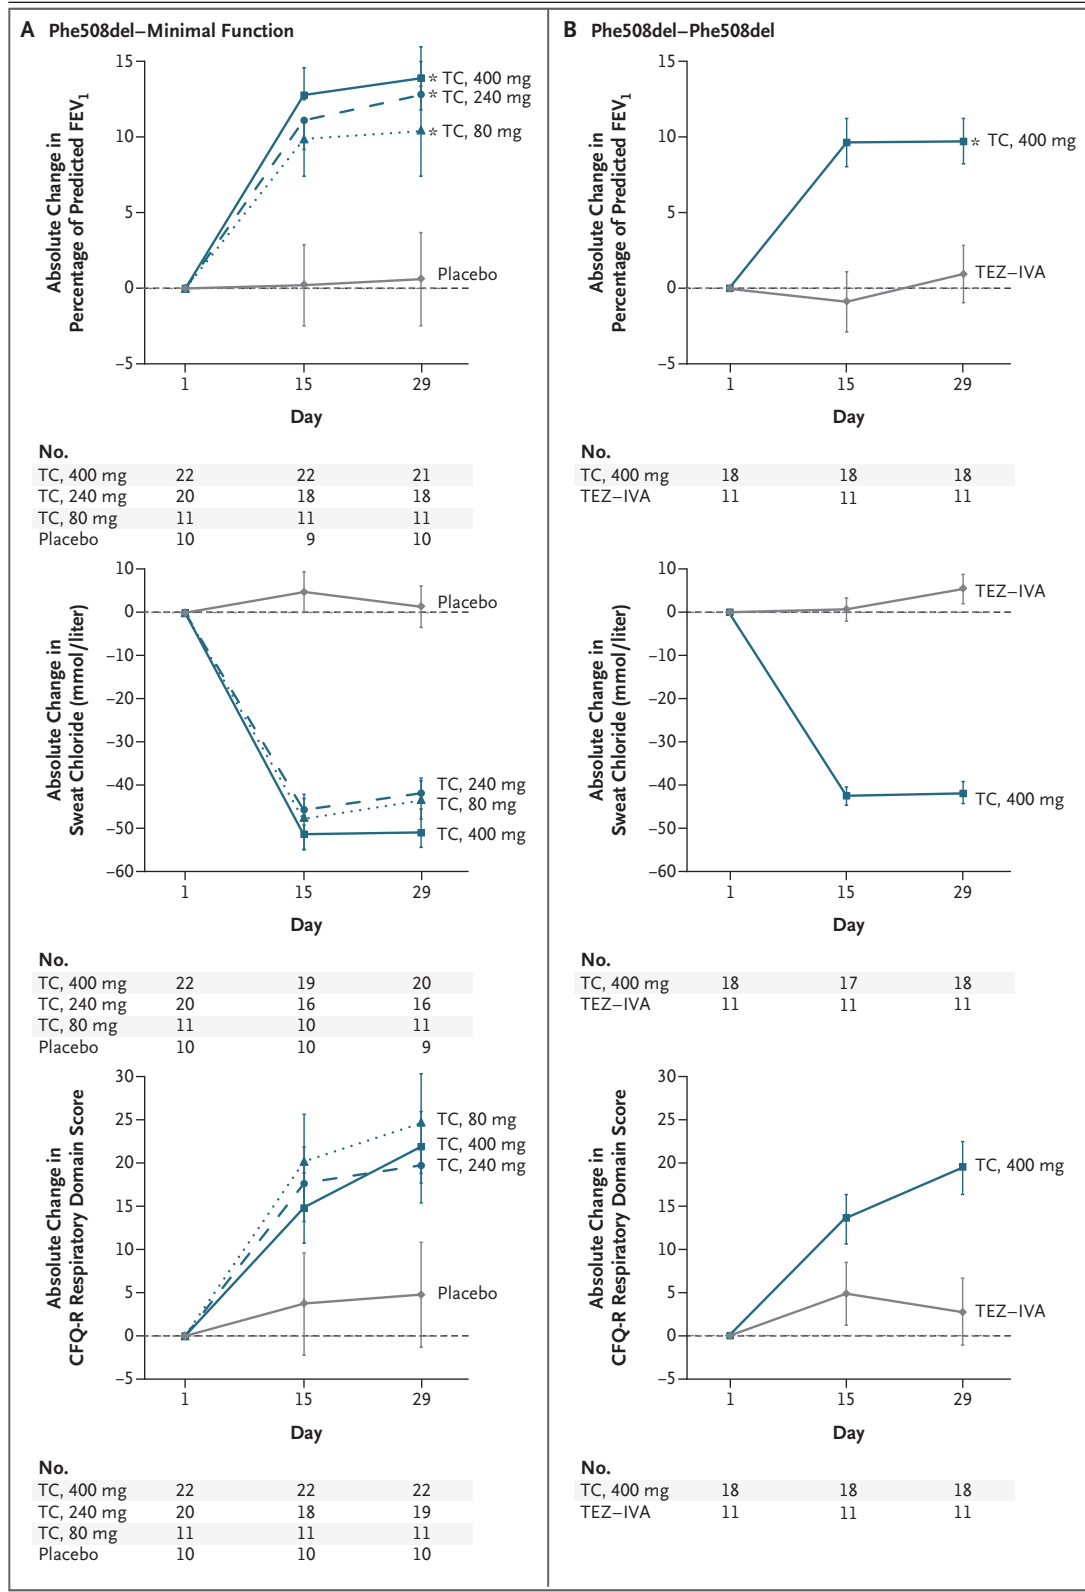 A Phe508del–Minimal Function
Absolute Change in
Percentage of Predicted FEV1
15
10
5
0
–5
* TC, 400 mg
* TC, 240 mg
* TC, 80 mg
Placebo
1 15 29
Day
No.
TC, 400 mg 22 22 21
TC, 240 mg 20 18 18
TC, 80 mg 11 11 11
Placebo 10 9 10
Absolute Change in
Sweat Chloride (mmol/liter)
10
0
–10
–20
–30
–40
–50
–60
Placebo
TC, 240 mg
TC, 80 mg
TC, 400 mg
1 15 29
Day
No.
TC, 400 mg 22 19 20
TC, 240 mg 20 16 16
TC, 80 mg 11 10 11
Placebo 10 10 9
Absolute Change in
CFQ-R Respiratory Domain Score
30
25
20
15
10
5
0
–5
TC, 80 mg
TC, 400 mg
TC, 240 mg
Placebo
1 15 29
Day
No.
TC, 400 mg 22 22 22
TC, 240 mg 20 18 19
TC, 80 mg 11 11 11
Placebo 10 10 10
B Phe508del–Phe508del
Absolute Change in
Percentage of Predicted FEV1
15
10
5
0
–5
* TC, 400 mg
TEZ–IVA
1 15 29
Day
No.
TC, 400 mg 18 18 18
TEZ–IVA 11 11 11
Absolute Change in
Sweat Chloride (mmol/liter)
10
0
–10
–20
–30
–40
–50
–60
TEZ–IVA
TC, 400 mg
1 15 29
Day
No.
TC, 400 mg 18 17 18
TEZ–IVA 11 11 11
Absolute Change in
CFQ-R Respiratory Domain Score
30
25
20
15
10
5
0
–5
TC, 400 mg
TEZ–IVA
1 15 29
Day
No.
TC, 400 mg 18 18 18
TEZ–IVA 11 11 11